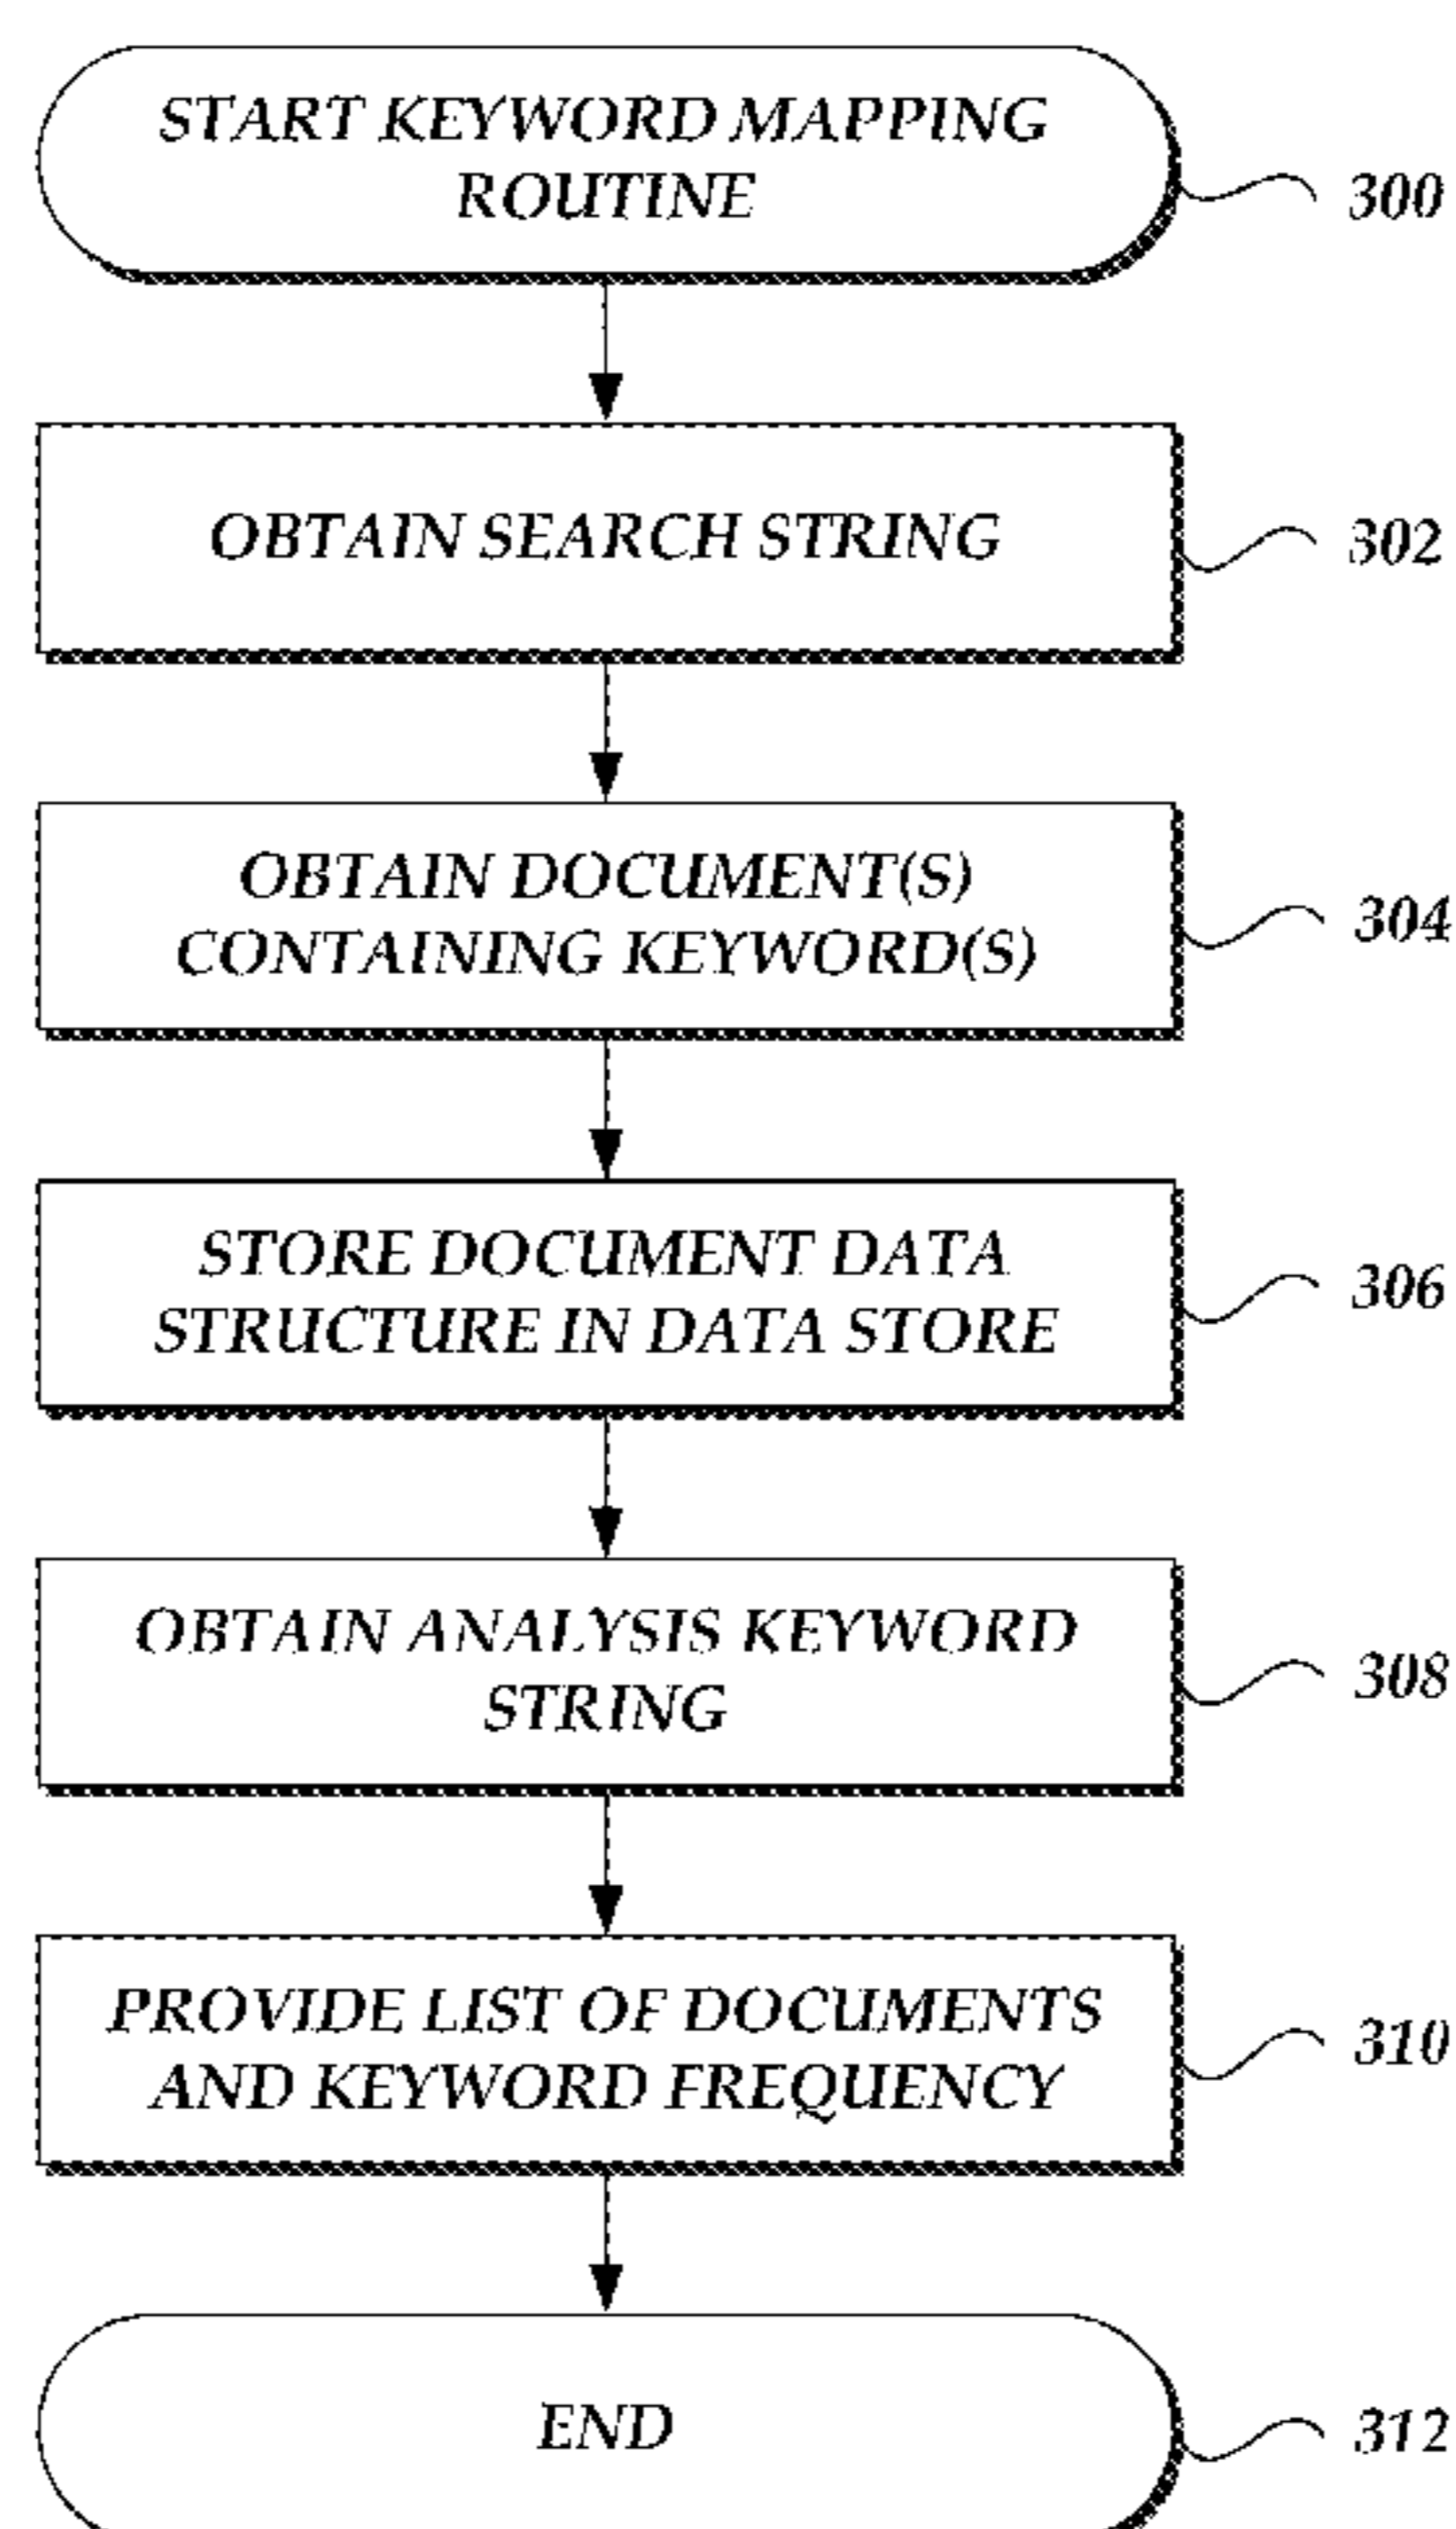 START KEYWORD MAPPING
ROUTINE
300
OBTAIN SEARCH STRING
302
OBTAIN DOCUMENT(S)
CONTAINING KEYWORD(S)
304
STORE DOCUMENT DATA
STRUCTURE IN DATA STORE
306
OBTAIN ANALYSIS KEYWORD
STRING
308
PROVIDE LIST OF DOCUMENTS
AND KEYWORD FREQUENCY
310
END
312